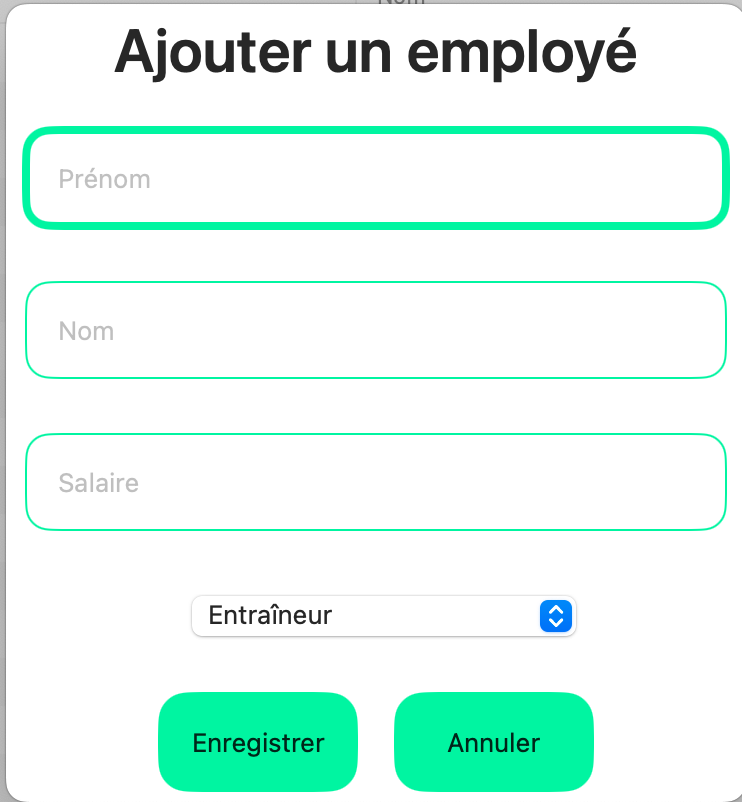 Ajouter un employé
Prénom
Nom
Salaire
Entraîneur
Enregistrer
Annuler